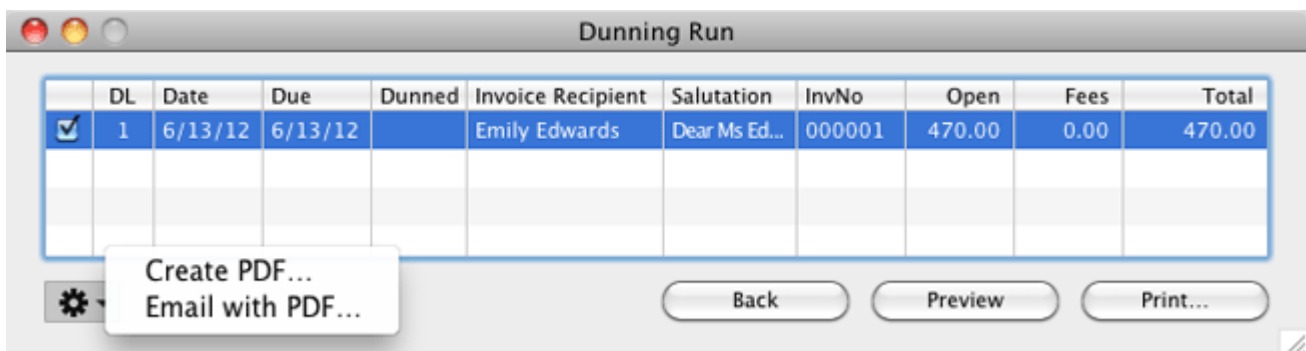 Dunning Run
DL Date Due Dunned Invoice Recipient Salutation InvNo Open Fees Total
1 6/13/12 6/13/12 Emily Edwards Dear Ms Ed... 000001 470.00 0.00 470.00
Create PDF...
Email with PDF...
Back Preview Print...